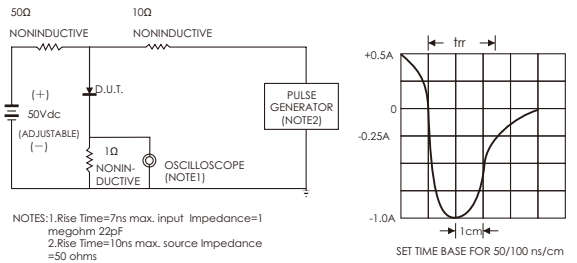 50Ω
NONINDUCTIVE
10Ω
NONINDUCTIVE
(+)
50Vdc
(ADJUSTABLE)
(−)
D.U.T.
1Ω
NONIN-
DUCTIVE
OSCILLOSCOPE
(NOTE1)
PULSE
GENERATOR
(NOTE2)
NOTES:1.Rise Time=7ns max. input Impedance=1
megohm 22pF
2.Rise Time=10ns max. source Impedance
=50 ohms
trr
+0.5A
0
-0.25A
-1.0A
1cm
SET TIME BASE FOR 50/100 ns/cm